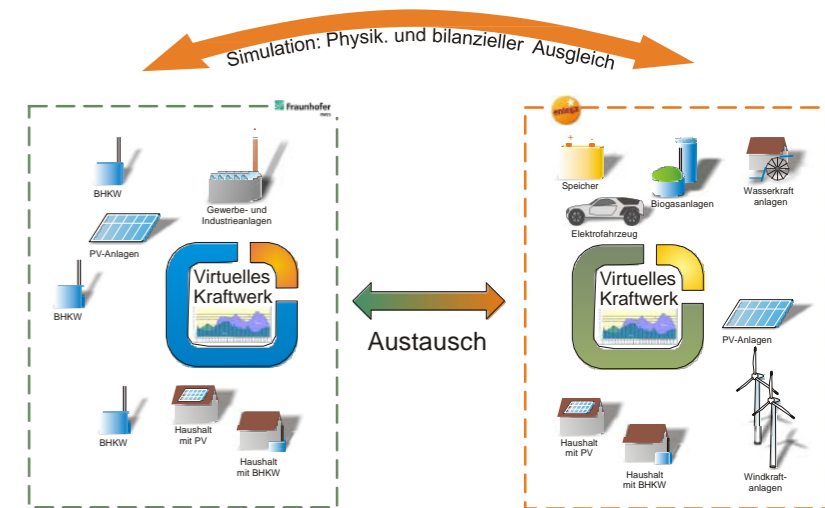 Simulation: Physik. und bilanzieller Ausgleich
Fraunhofer
BHKW
Gewerbe- und
Industrieanlagen
PV-Anlagen
Virtuelles
Kraftwerk
BHKW
BHKW
Haushalt
mit PV
Haushalt
mit BHKW
Austausch
entega
+ -
Speicher
Biogasanlagen
Wasserkraft
anlagen
Elektrofahrzeug
Virtuelles
Kraftwerk
PV-Anlagen
Haushalt
mit PV
Haushalt
mit BHKW
Windkraft-
anlagen